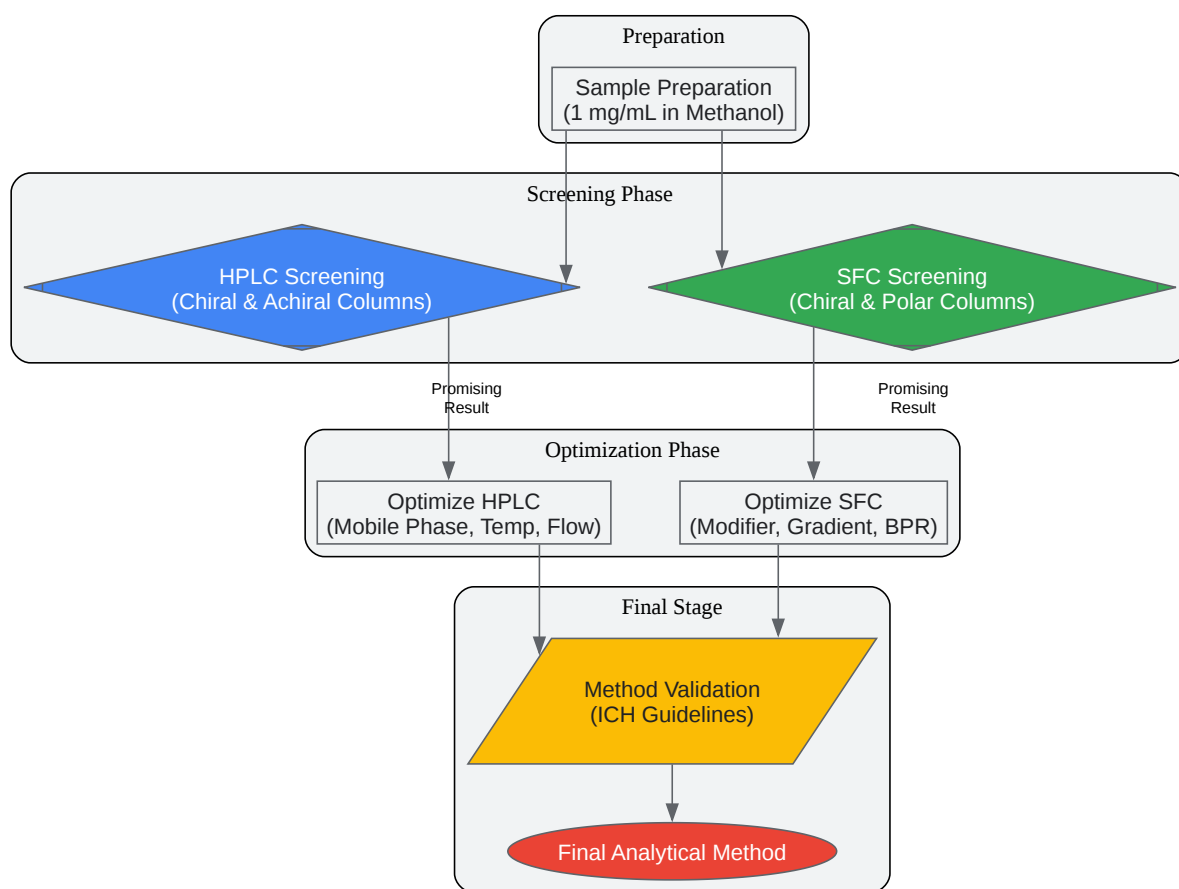 Preparation
Sample Preparation
(1 mg/mL in Methanol)
Screening Phase
HPLC Screening
(Chiral & Achiral Columns)
SFC Screening
(Chiral & Polar Columns)
Promising
Result
Promising
Result
Optimization Phase
Optimize HPLC
(Mobile Phase, Temp, Flow)
Optimize SFC
(Modifier, Gradient, BPR)
Final Stage
Method Validation
(ICH Guidelines)
Final Analytical Method